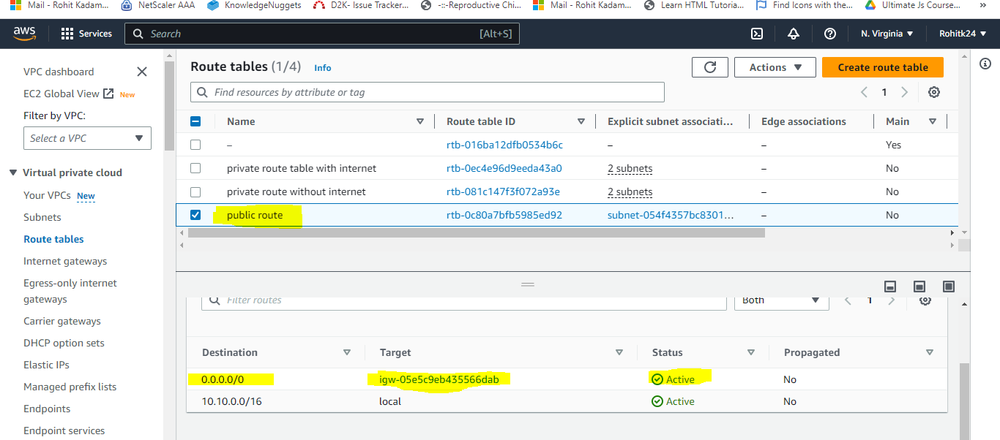 Mail - Rohit Kadam... NetScaler AAA KnowledgeNuggets D2K- Issue Tracker... -::-Reproductive Chi... Mail - Rohit Kadam... Learn HTML Tutoria... Find Icons with the... Ultimate Js Course... »
aws Services Search [Alt+S] N. Virginia Rohitk24
VPC dashboard
EC2 Global View New
Filter by VPC:
Select a VPC
Virtual private cloud
Your VPCs New
Subnets
Route tables
Internet gateways
Egress-only internet
gateways
Carrier gateways
DHCP option sets
Elastic IPs
Managed prefix lists
Endpoints
Endpoint services
Route tables (1/4) Info Actions Create route table
Find resources by attribute or tag 1
Name Route table ID Explicit subnet associati... Edge associations Main
– rtb-016ba12dfb0534b6c – – Yes
private route table with internet rtb-0ec4e96d9eeda43a0 2 subnets – No
private route without internet rtb-081c147f3f072a93e 2 subnets – No
public route rtb-0c80a7bfb5985ed92 subnet-054f4357bc8301... – No
Filter routes Both 1
Destination Target Status Propagated
0.0.0.0/0 igw-05e5c9eb435566dab Active No
10.10.0.0/16 local Active No